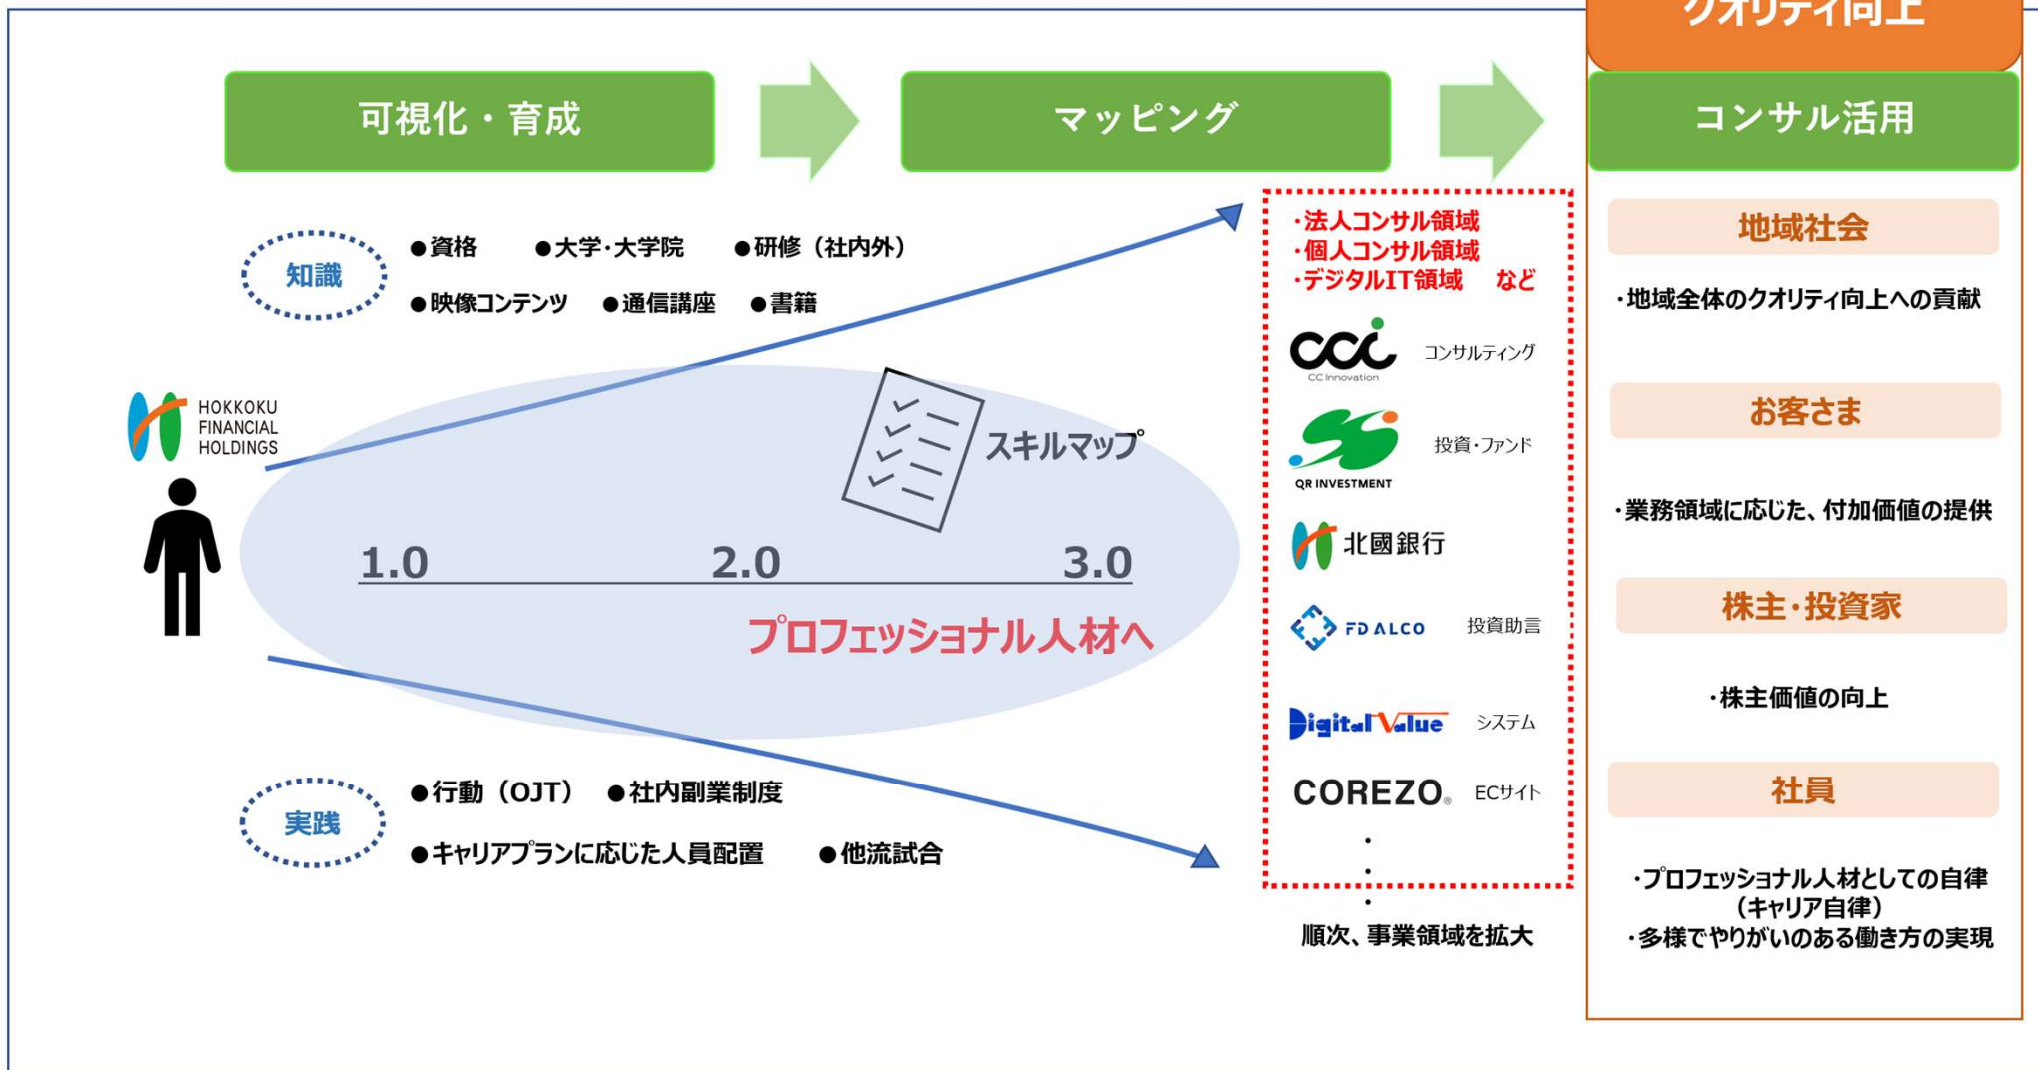 クオリティ向上
可視化・育成
マッピング
コンサル活用
知識
●資格 ●大学・大学院 ●研修（社内外）
●映像コンテンツ ●通信講座 ●書籍
HOKKOKU
FINANCIAL
HOLDINGS
スキルマップ
1.0 2.0 3.0
プロフェッショナル人材へ
実践
●行動（OJT） ●社内副業制度
●キャリアプランに応じた人員配置 ●他流試合
・法人コンサル領域
・個人コンサル領域
・デジタルIT領域 など
cci コンサルティング
CC Innovation
投資・ファンド
QR INVESTMENT
北國銀行
FDALCO 投資助言
Digital Value システム
COREZO® ECサイト
・
・
・
順次、事業領域を拡大
地域社会
・地域全体のクオリティ向上への貢献
お客さま
・業務領域に応じた、付加価値の提供
株主・投資家
・株主価値の向上
社員
・プロフェッショナル人材としての自律
（キャリア自律）
・多様でやりがいのある働き方の実現